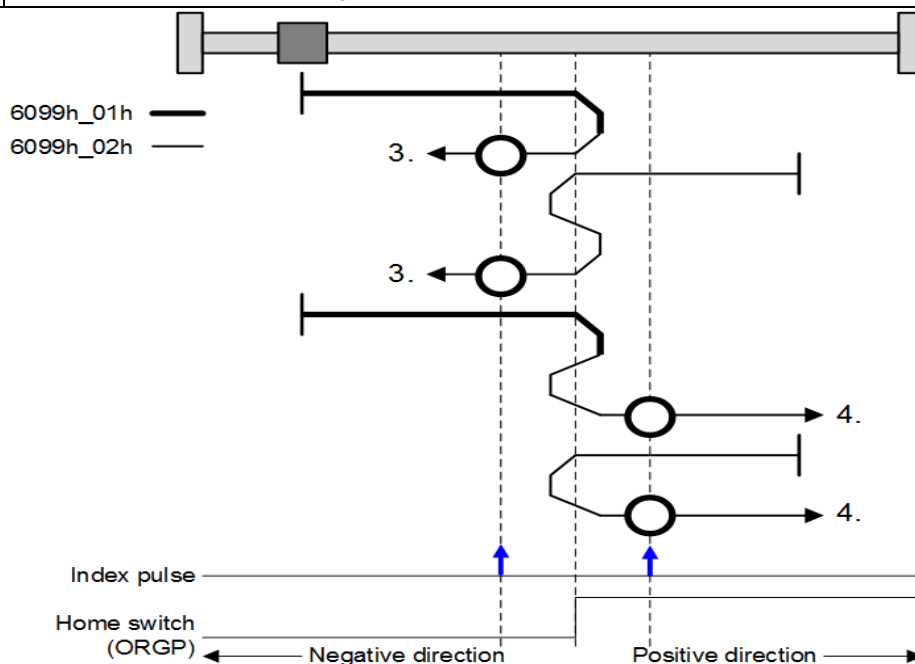 6099h_01h
6099h_02h
3.
3.
4.
4.
Index pulse
Home switch
(ORGP)
Negative direction
Positive direction